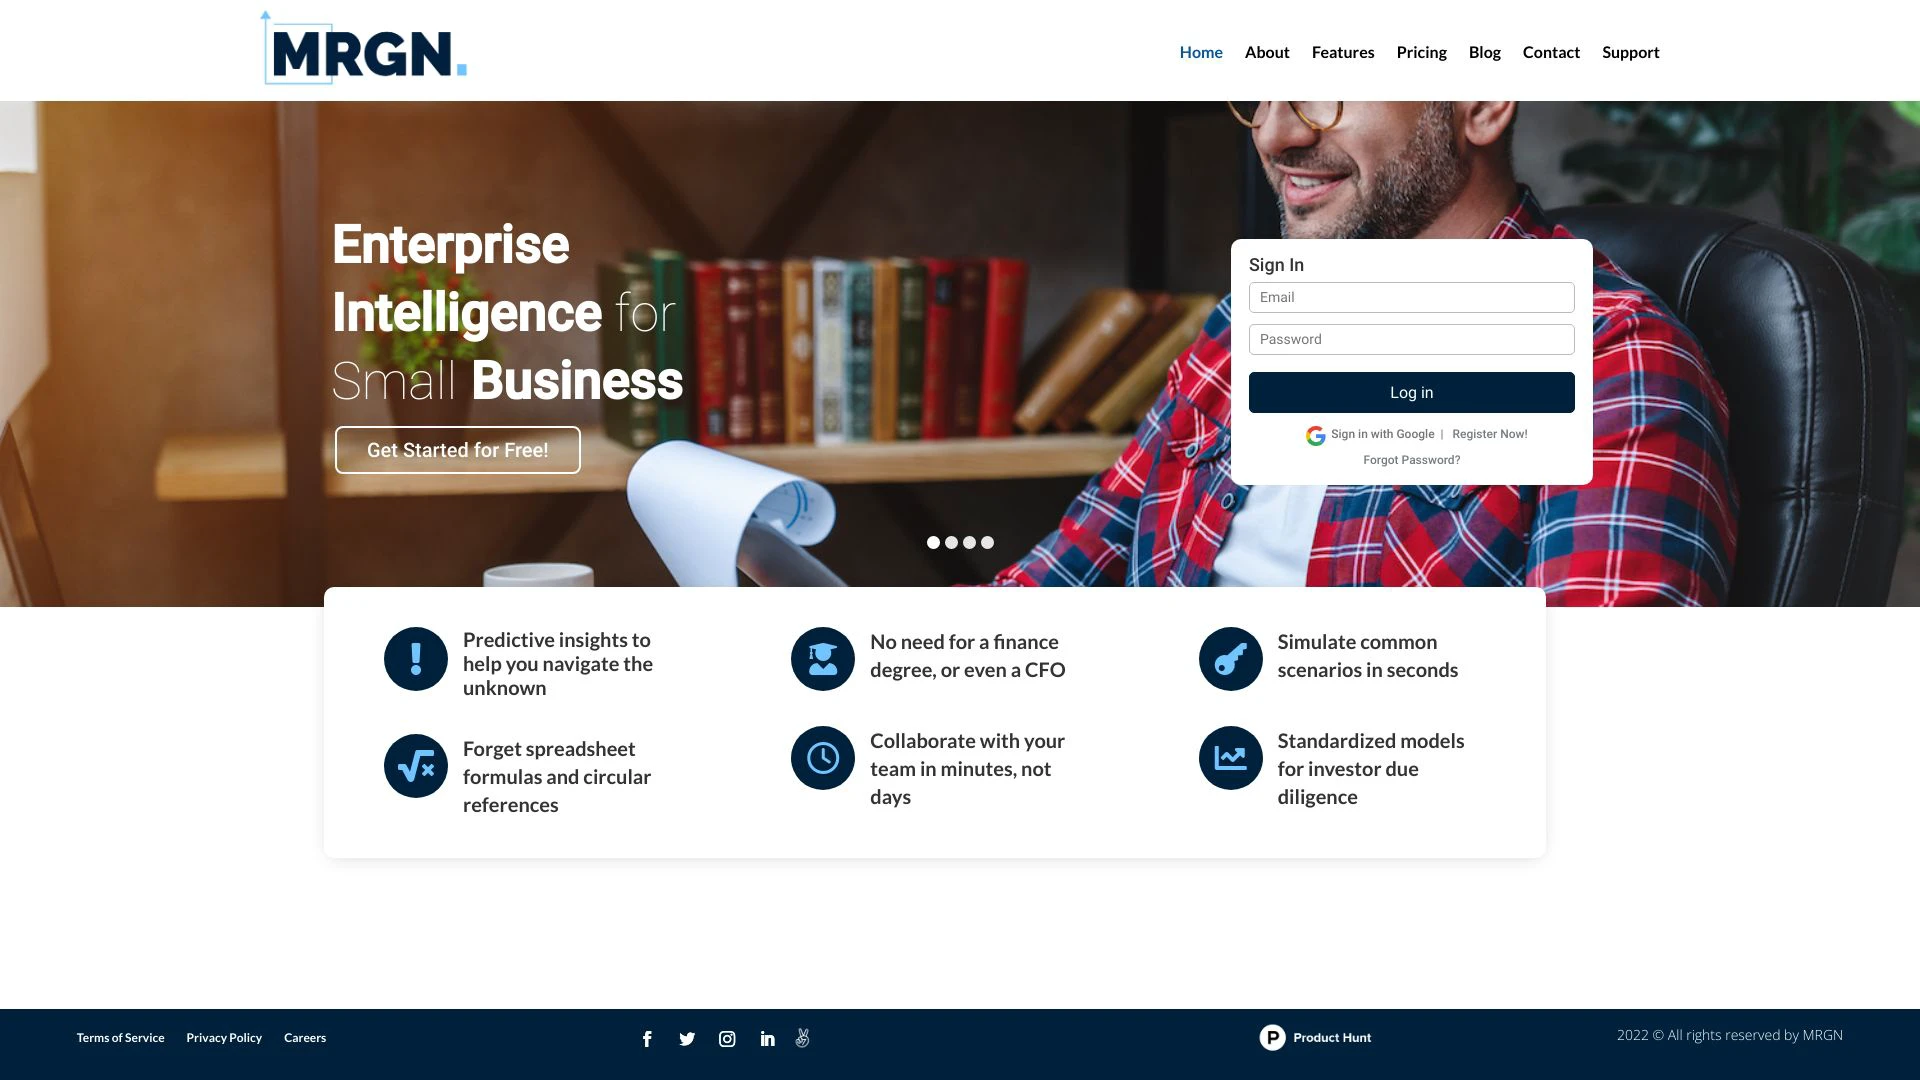 MRGN.
Home
About
Features
Pricing
Blog
Contact
Support
Enterprise
Intelligence for
Small Business
Get Started for Free!
Sign In
Email
Password
Log in
Sign in with Google | Register Now!
Forgot Password?
Predictive insights to
help you navigate the
unknown
No need for a finance
degree, or even a CFO
Simulate common
scenarios in seconds
Forget spreadsheet
formulas and circular
references
Collaborate with your
team in minutes, not
days
Standardized models
for investor due
diligence
Terms of Service
Privacy Policy
Careers
Product Hunt
2022 © All rights reserved by MRGN